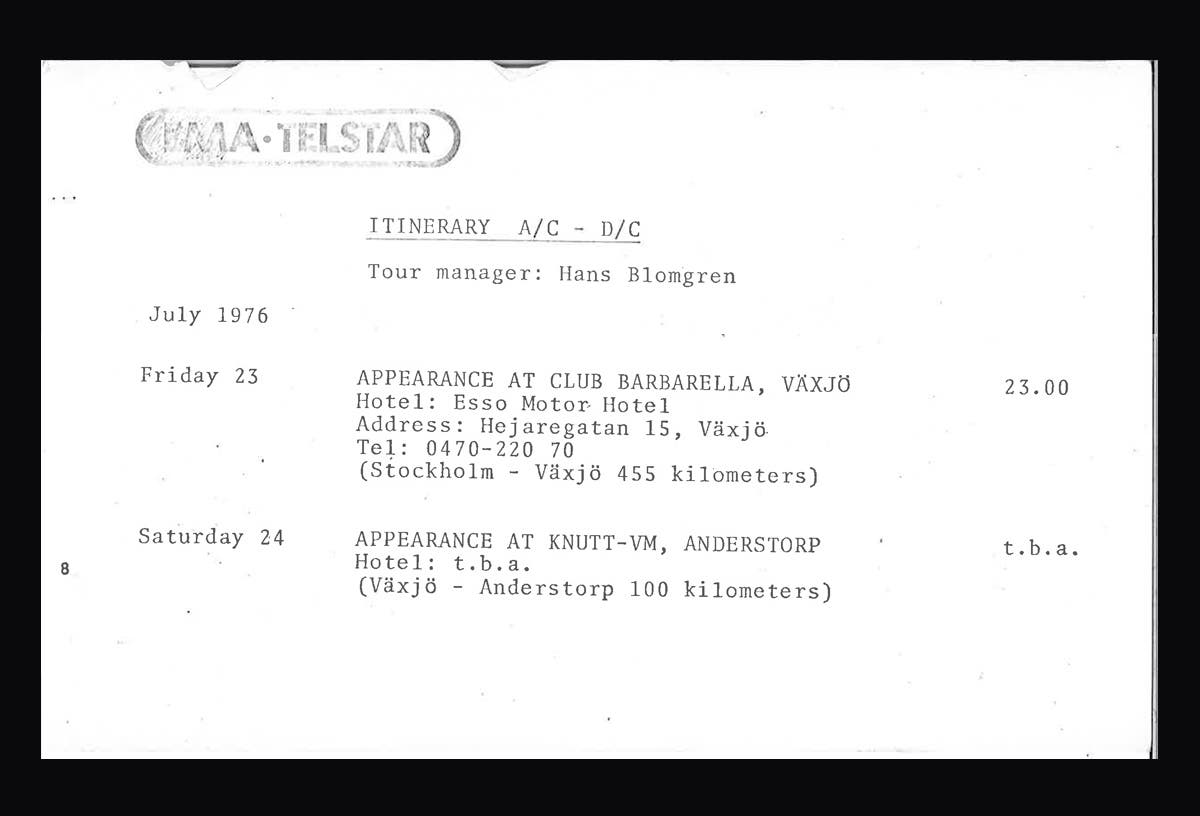 EMA·TELSTAR
...
ITINERARY A/C - D/C
Tour manager: Hans Blomgren
July 1976
Friday 23 APPEARANCE AT CLUB BARBARELLA, VÄXJÖ 23.00
Hotel: Esso Motor Hotel
Address: Hejaregatan 15, Växjö
Tel: 0470-220 70
(Stockholm - Växjö 455 kilometers)
Saturday 24 APPEARANCE AT KNUTT-VM, ANDERSTORP t.b.a.
Hotel: t.b.a.
8
(Växjö - Anderstorp 100 kilometers)